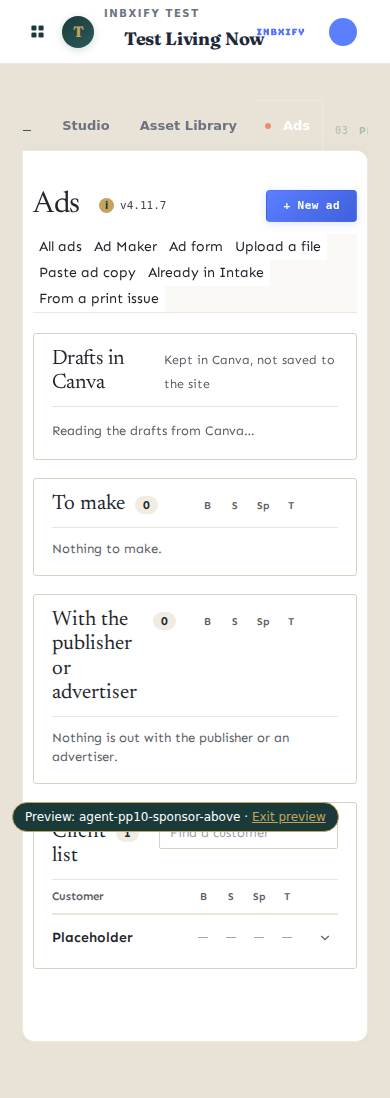 INBXIFY TEST
T
Test Living Now
INBXIFY
Studio
Asset Library
Ads
03
Ads
i v4.11.7
+ New ad
All ads Ad Maker Ad form Upload a file
Paste ad copy Already in Intake
From a print issue
Drafts in Canva
Kept in Canva, not saved to the site
Reading the drafts from Canva...
To make 0 B S Sp T
Nothing to make.
With the publisher or advertiser
0 B S Sp T
Nothing is out with the publisher or an
advertiser.
Preview: agent-pp10-sponsor-above · Exit preview
Client list
1
Find a customer
Customer B S Sp T
Placeholder — — — —